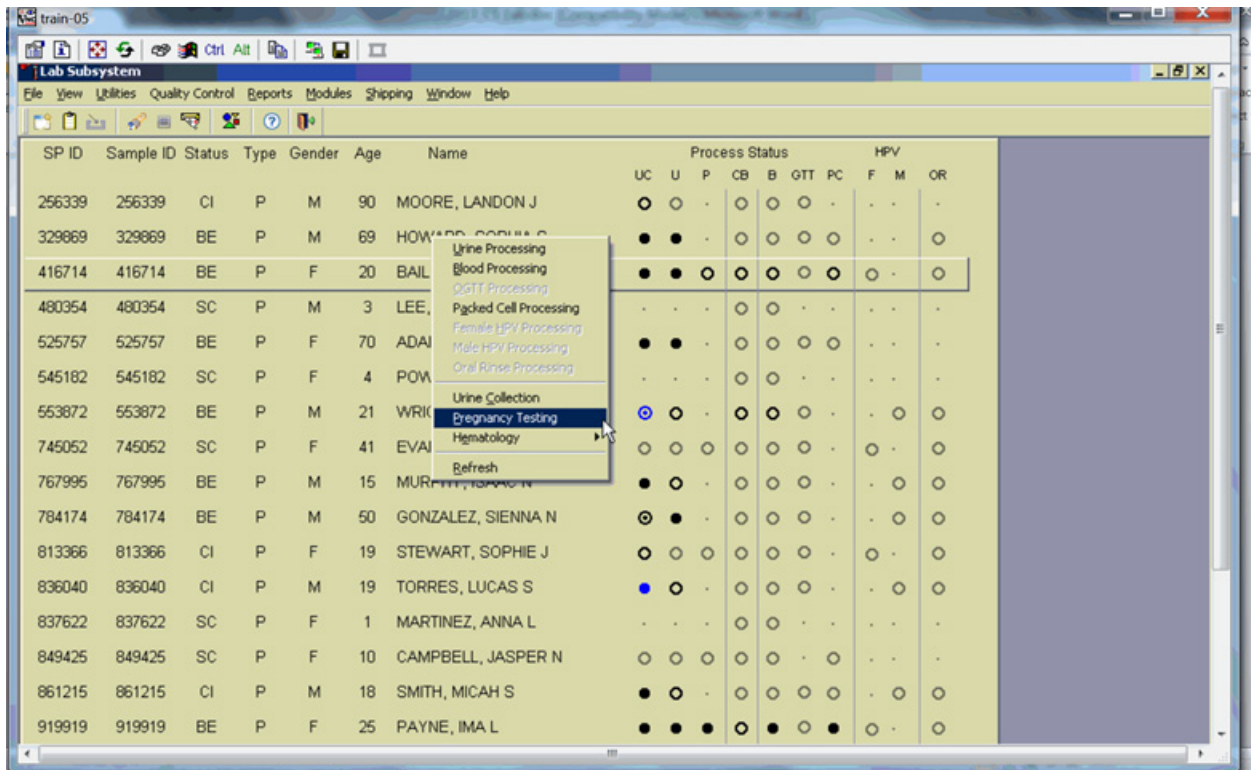 train-05
Ctrl Alt
Lab Subsystem
File View Utilities Quality Control Reports Modules Shipping Window Help
SP ID Sample ID Status Type Gender Age Name Process Status HPV
UC U P CB B GTT PC F M OR
256339 256339 CI P M 90 MOORE, LANDON J
329869 329869 BE P M 69
Urine Processing
416714 416714 BE P F 20 BAIL Blood Processing
OGTT Processing
480354 480354 SC P M 3 LEE, Packed Cell Processing
Female HPV Processing
525757 525757 BE P F 70 ADAI Male HPV Processing
Oral Rinse Processing
545182 545182 SC P F 4 POW
Urine Collection
553872 553872 BE P M 21 WRIC Pregnancy Testing
Hematology
745052 745052 SC P F 41 EVAI
Refresh
767995 767995 BE P M 15
784174 784174 BE P M 50 GONZALEZ, SIENNA N
813366 813366 CI P F 19 STEWART, SOPHIE J
836040 836040 CI P M 19 TORRES, LUCAS S
837622 837622 SC P F 1 MARTINEZ, ANNA L
849425 849425 SC P F 10 CAMPBELL, JASPER N
861215 861215 CI P M 18 SMITH, MICAH S
919919 919919 BE P F 25 PAYNE, IMA L